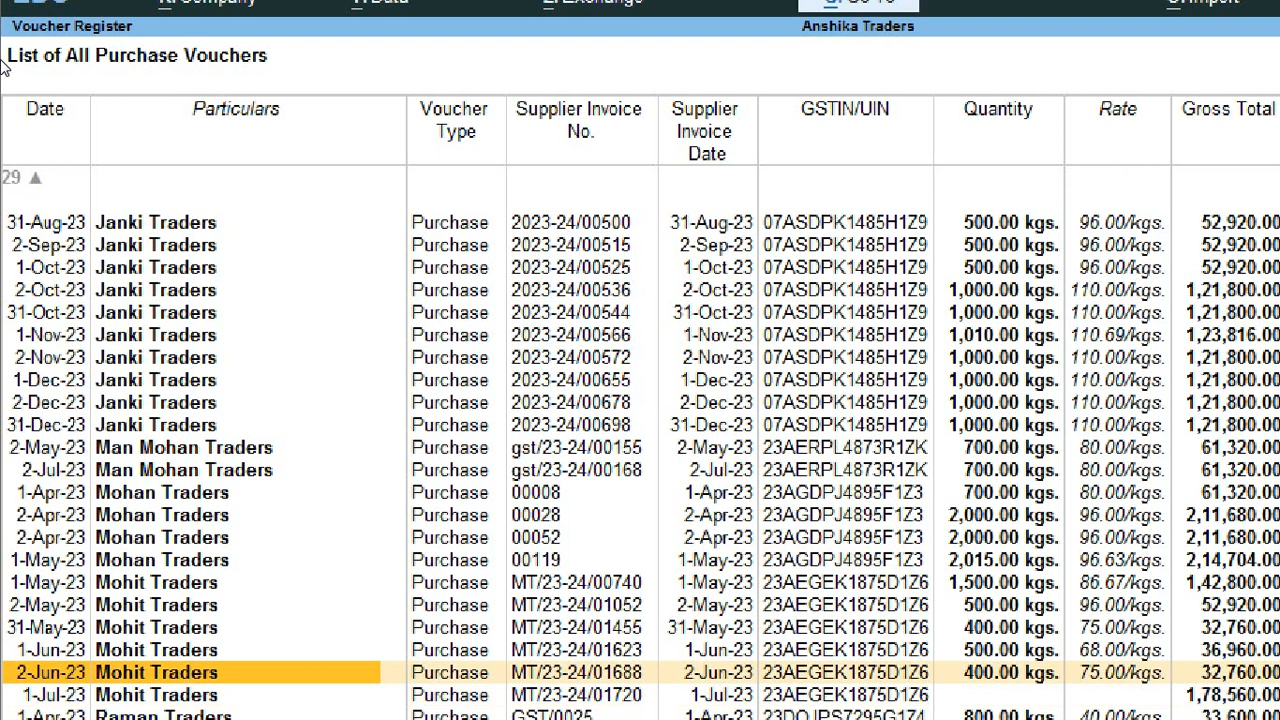 Voucher Register Anshika Traders
List of All Purchase Vouchers
Date Particulars Voucher Type Supplier Invoice No. Supplier Invoice Date GSTIN/UIN Quantity Rate Gross Total
29 ▲
31-Aug-23 Janki Traders Purchase 2023-24/00500 31-Aug-23 07ASDPK1485H1Z9 500.00 kgs. 96.00/kgs. 52,920.00
2-Sep-23 Janki Traders Purchase 2023-24/00515 2-Sep-23 07ASDPK1485H1Z9 500.00 kgs. 96.00/kgs. 52,920.00
1-Oct-23 Janki Traders Purchase 2023-24/00525 1-Oct-23 07ASDPK1485H1Z9 500.00 kgs. 96.00/kgs. 52,920.00
2-Oct-23 Janki Traders Purchase 2023-24/00536 2-Oct-23 07ASDPK1485H1Z9 1,000.00 kgs. 110.00/kgs. 1,21,800.00
31-Oct-23 Janki Traders Purchase 2023-24/00544 31-Oct-23 07ASDPK1485H1Z9 1,000.00 kgs. 110.00/kgs. 1,21,800.00
1-Nov-23 Janki Traders Purchase 2023-24/00566 1-Nov-23 07ASDPK1485H1Z9 1,010.00 kgs. 110.69/kgs. 1,23,816.00
2-Nov-23 Janki Traders Purchase 2023-24/00572 2-Nov-23 07ASDPK1485H1Z9 1,000.00 kgs. 110.00/kgs. 1,21,800.00
1-Dec-23 Janki Traders Purchase 2023-24/00655 1-Dec-23 07ASDPK1485H1Z9 1,000.00 kgs. 110.00/kgs. 1,21,800.00
2-Dec-23 Janki Traders Purchase 2023-24/00678 2-Dec-23 07ASDPK1485H1Z9 1,000.00 kgs. 110.00/kgs. 1,21,800.00
31-Dec-23 Janki Traders Purchase 2023-24/00698 31-Dec-23 07ASDPK1485H1Z9 1,000.00 kgs. 110.00/kgs. 1,21,800.00
2-May-23 Man Mohan Traders Purchase gst/23-24/00155 2-May-23 23AERPL4873R1ZK 700.00 kgs. 80.00/kgs. 61,320.00
2-Jul-23 Man Mohan Traders Purchase gst/23-24/00168 2-Jul-23 23AERPL4873R1ZK 700.00 kgs. 80.00/kgs. 61,320.00
1-Apr-23 Mohan Traders Purchase 00008 1-Apr-23 23AGDPJ4895F1Z3 700.00 kgs. 80.00/kgs. 61,320.00
2-Apr-23 Mohan Traders Purchase 00028 2-Apr-23 23AGDPJ4895F1Z3 2,000.00 kgs. 96.00/kgs. 2,11,680.00
2-Apr-23 Mohan Traders Purchase 00052 2-Apr-23 23AGDPJ4895F1Z3 2,000.00 kgs. 96.00/kgs. 2,11,680.00
1-May-23 Mohan Traders Purchase 00119 1-May-23 23AGDPJ4895F1Z3 2,015.00 kgs. 96.63/kgs. 2,14,704.00
1-May-23 Mohit Traders Purchase MT/23-24/00740 1-May-23 23AEGEK1875D1Z6 1,500.00 kgs. 86.67/kgs. 1,42,800.00
2-May-23 Mohit Traders Purchase MT/23-24/01052 2-May-23 23AEGEK1875D1Z6 500.00 kgs. 96.00/kgs. 52,920.00
31-May-23 Mohit Traders Purchase MT/23-24/01455 31-May-23 23AEGEK1875D1Z6 400.00 kgs. 75.00/kgs. 32,760.00
1-Jun-23 Mohit Traders Purchase MT/23-24/01623 1-Jun-23 23AEGEK1875D1Z6 500.00 kgs. 68.00/kgs. 36,960.00
2-Jun-23 Mohit Traders Purchase MT/23-24/01688 2-Jun-23 23AEGEK1875D1Z6 400.00 kgs. 75.00/kgs. 32,760.00
1-Jul-23 Mohit Traders Purchase MT/23-24/01720 1-Jul-23 23AEGEK1875D1Z6 1,78,560.00
1-Apr-23 Raman Traders Purchase GST/0025 1-Apr-23 800.00 kgs. 40.00/kgs. 33,600.00